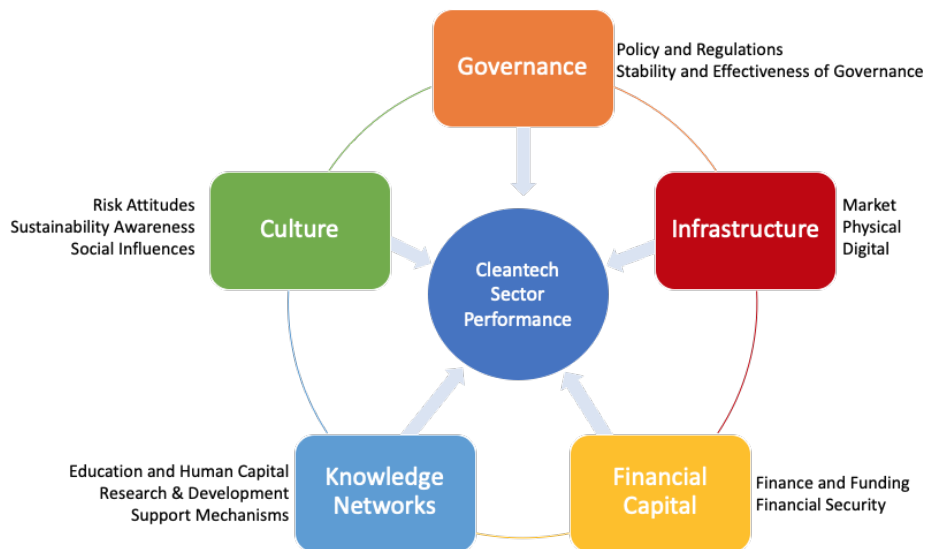 Governance
Policy and Regulations
Stability and Effectiveness of Governance
Risk Attitudes
Sustainability Awareness
Social Influences
Culture
Infrastructure
Market
Physical
Digital
Cleantech
Sector
Performance
Education and Human Capital
Research & Development
Support Mechanisms
Knowledge
Networks
Financial
Capital
Finance and Funding
Financial Security